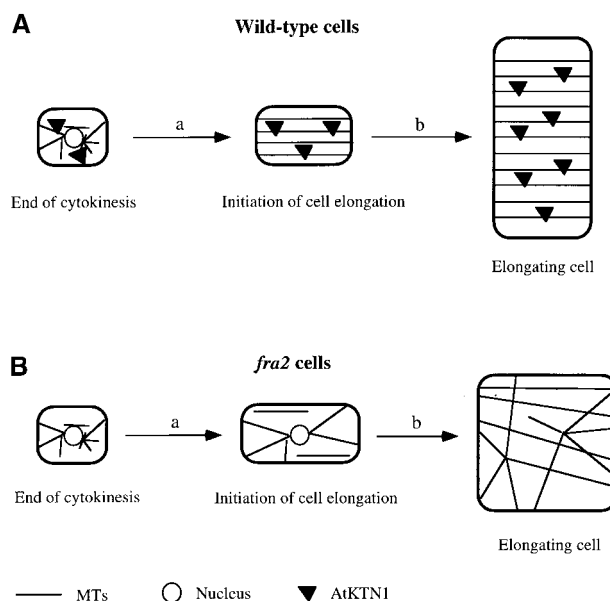 A
Wild-type cells
a
b
End of cytokinesis
Initiation of cell elongation
Elongating cell
B
fra2 cells
a
b
End of cytokinesis
Initiation of cell elongation
Elongating cell
MTs
Nucleus
AtKTN1